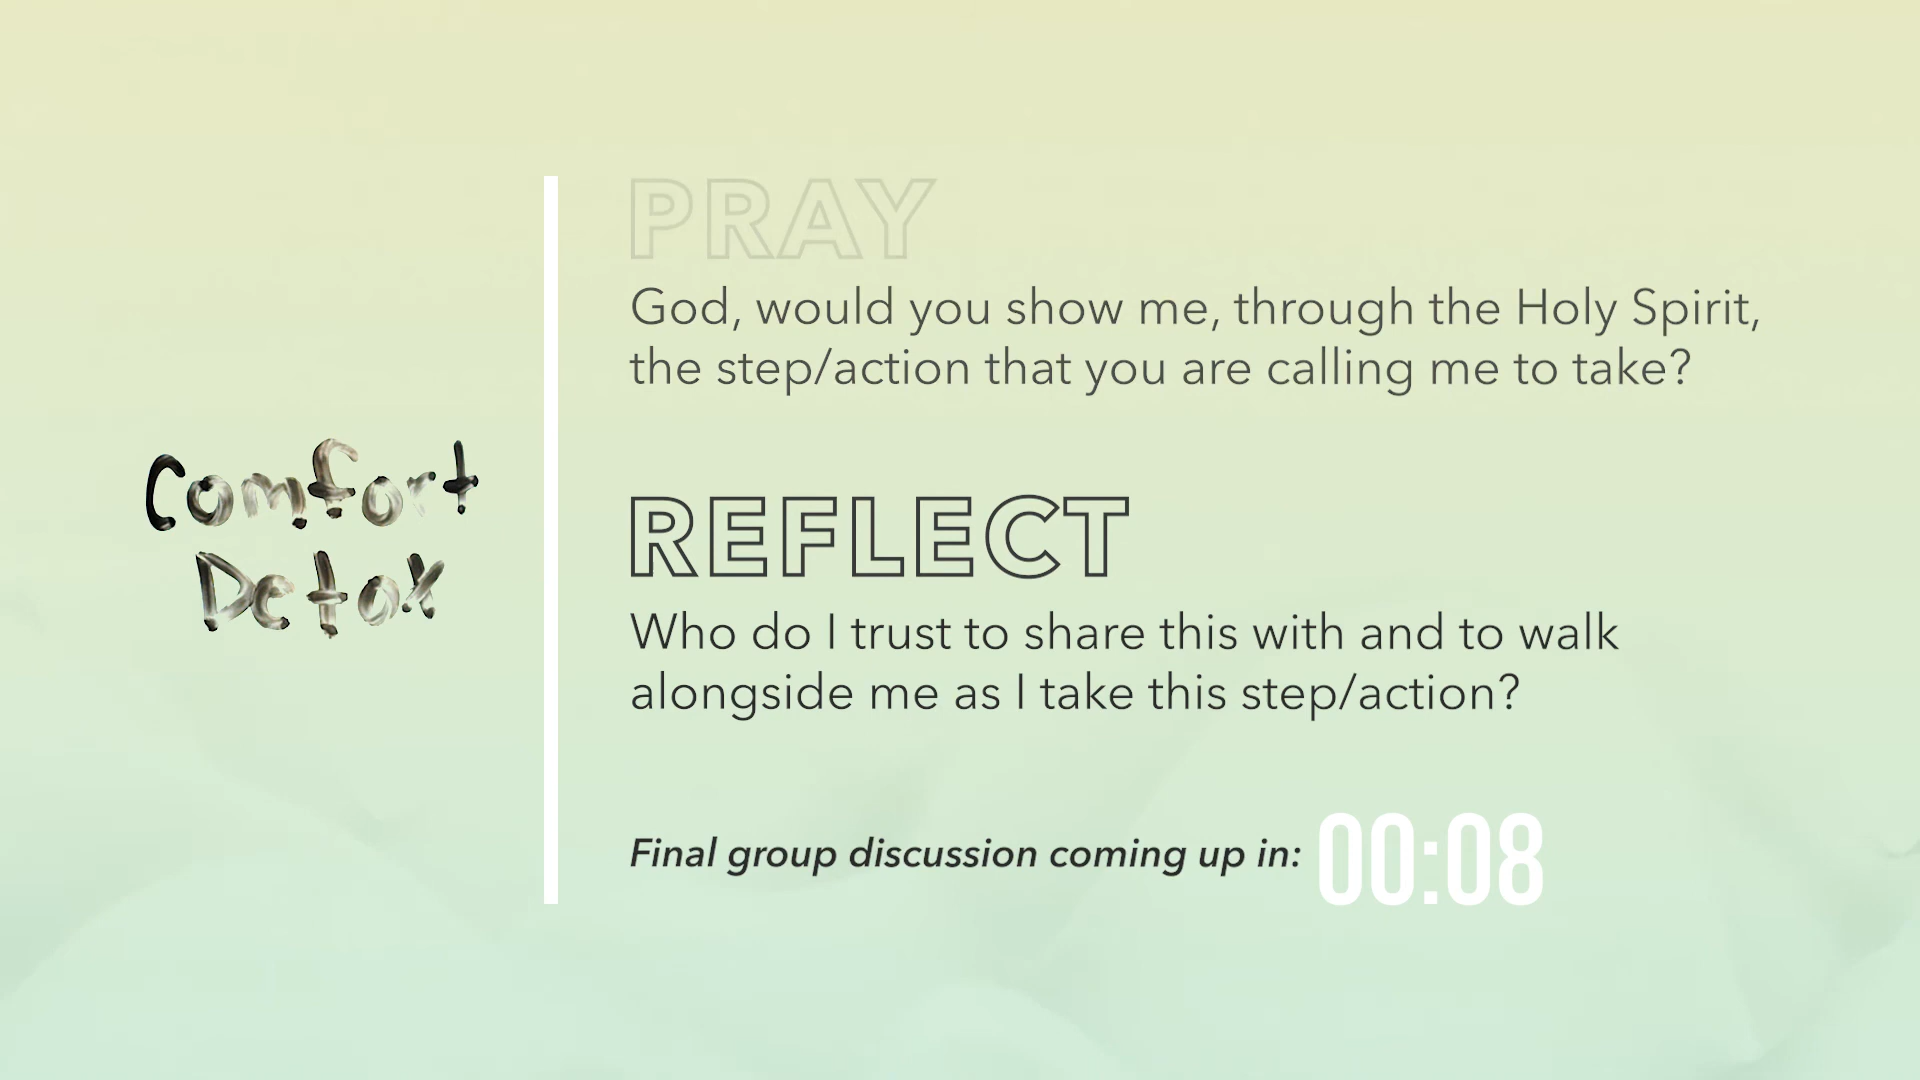 Comfort
Detox
PRAY
God, would you show me, through the Holy Spirit,
the step/action that you are calling me to take?
REFLECT
Who do I trust to share this with and to walk
alongside me as I take this step/action?
Final group discussion coming up in: 00:08